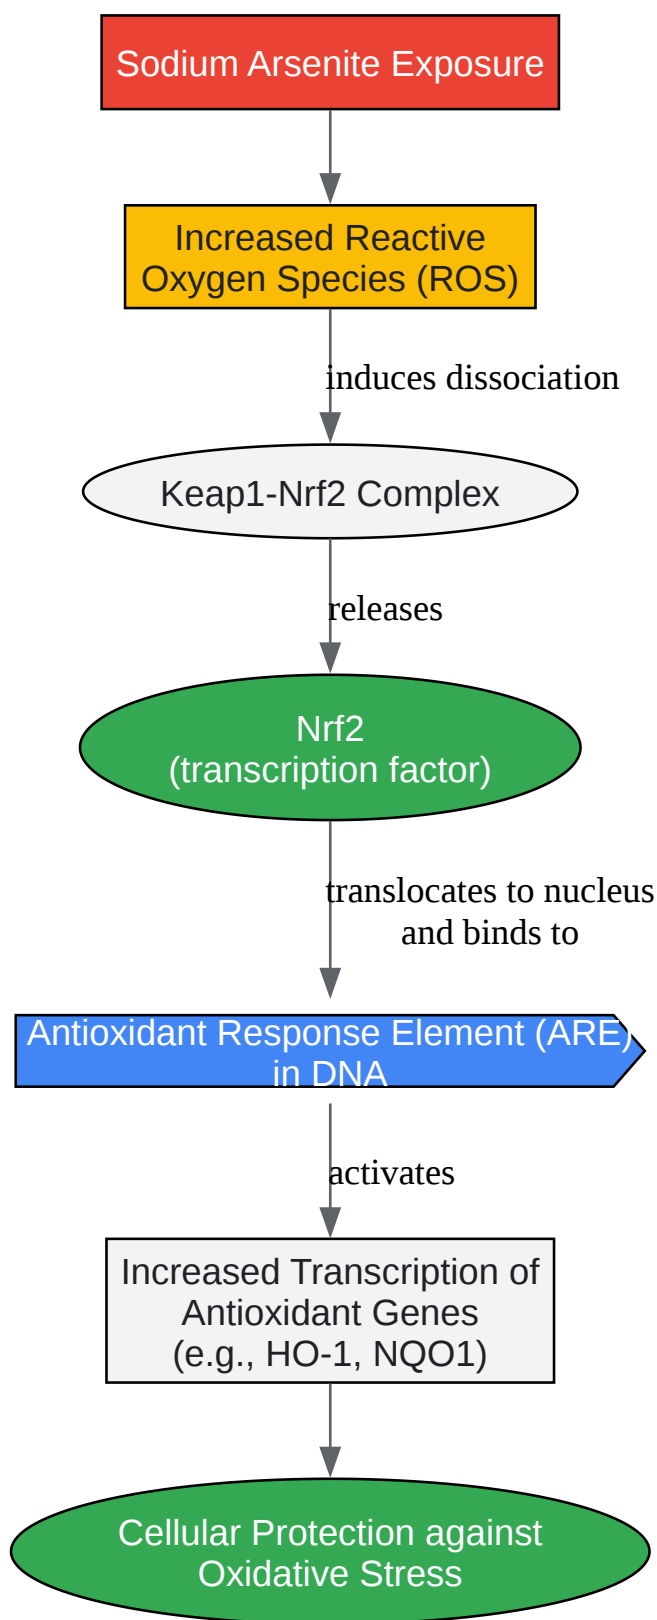 Sodium Arsenite Exposure
Increased Reactive
Oxygen Species (ROS)
induces dissociation
Keap1-Nrf2 Complex
releases
Nrf2
(transcription factor)
translocates to nucleus
and binds to
Antioxidant Response Element (ARE)
in DNA
activates
Increased Transcription of
Antioxidant Genes
(e.g., HO-1, NQO1)
Cellular Protection against
Oxidative Stress